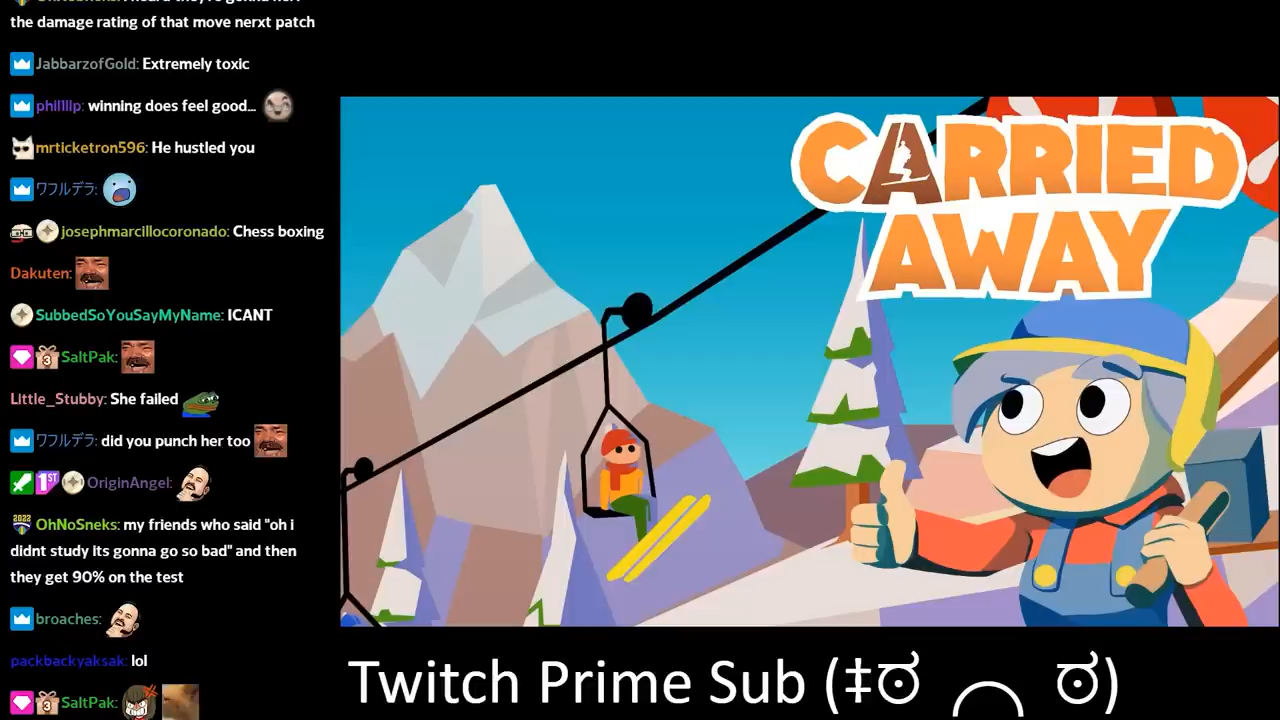 the damage rating of that move nerxt patch
JabbarzofGold: Extremely toxic
phil1llp: winning does feel good...
mrticketron596: He hustled you
ワフルデラ:
josephmarcillocoronado: Chess boxing
Dakuten:
SubbedSoYouSayMyName: ICANT
SaltPak:
Little_Stubby: She failed
ワフルデラ: did you punch her too
OriginAngel:
OhNoSneks: my friends who said "oh i
didnt study its gonna go so bad" and then
they get 90% on the test
broaches:
packbackyaksak: lol
SaltPak:
CARRIED
AWAY
Twitch Prime Sub (‡ಠ ╭╮ ಠ)